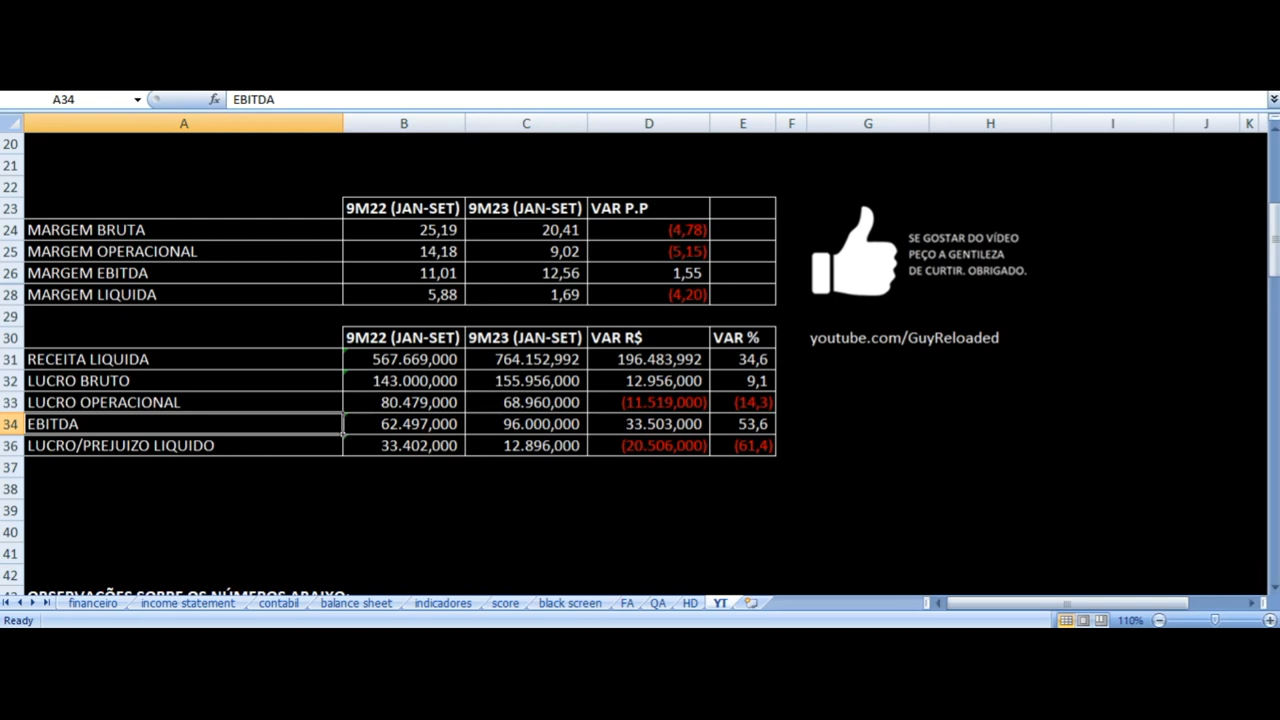 A34 fx EBITDA
A B C D E F G H I J K
20
21
22
23 9M22 (JAN-SET) 9M23 (JAN-SET) VAR P.P
24 MARGEM BRUTA 25,19 20,41 (4,78)
25 MARGEM OPERACIONAL 14,18 9,02 (5,15)
26 MARGEM EBITDA 11,01 12,56 1,55
28 MARGEM LIQUIDA 5,88 1,69 (4,20)
SE GOSTAR DO VÍDEO
PEÇO A GENTILEZA
DE CURTIR. OBRIGADO.
29
30 9M22 (JAN-SET) 9M23 (JAN-SET) VAR R$ VAR % youtube.com/GuyReloaded
31 RECEITA LIQUIDA 567.669,000 764.152,992 196.483,992 34,6
32 LUCRO BRUTO 143.000,000 155.956,000 12.956,000 9,1
33 LUCRO OPERACIONAL 80.479,000 68.960,000 (11.519,000) (14,3)
34 EBITDA 62.497,000 96.000,000 33.503,000 53,6
36 LUCRO/PREJUIZO LIQUIDO 33.402,000 12.896,000 (20.506,000) (61,4)
37
38
39
40
41
42
OBSERVAÇÕES SOBRE OS NÚMEROS ABAIXO:
financeiro income statement contabil balance sheet indicadores score black screen FA QA HD YT
Ready 110%